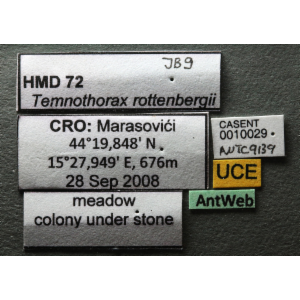 JB9
HMD 72
Temnothorax rottenbergii
CRO: Marasovići
44°19,848' N
15°27,949' E, 676m
28 Sep 2008
meadow
colony under stone
CASENT
0010029
ANTC9139
UCE
AntWeb